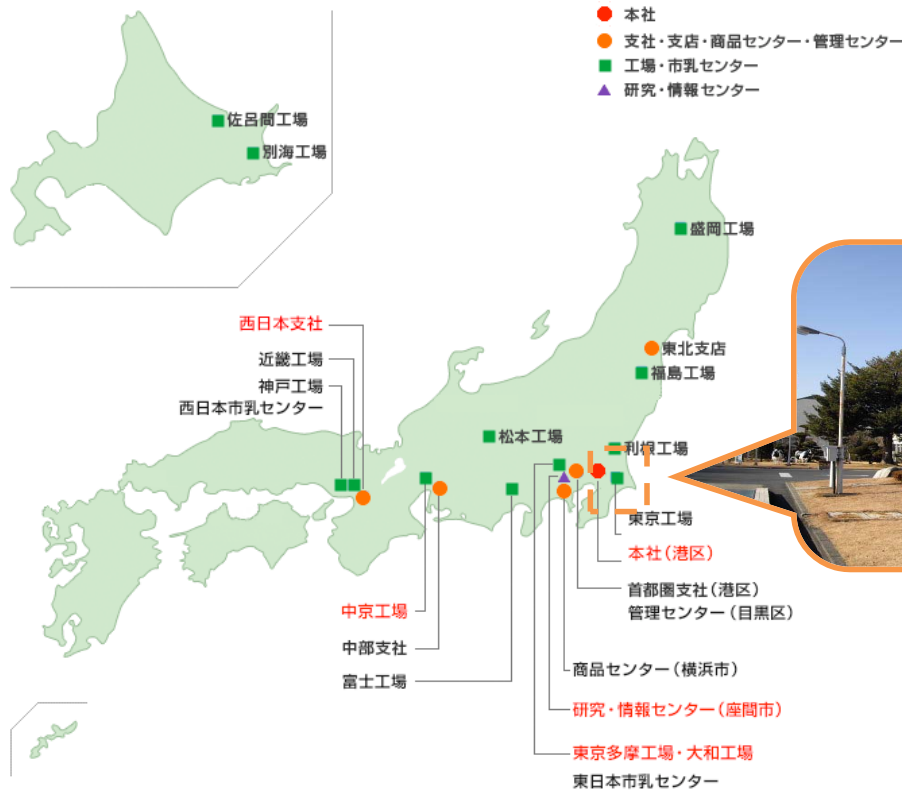 本社
支社・支店・商品センター・管理センター
工場・市乳センター
研究・情報センター
佐呂間工場
別海工場
盛岡工場
西日本支社
東北支店
近畿工場
福島工場
神戸工場
西日本市乳センター
松本工場
利根工場
東京工場
本社(港区)
首都圏支社(港区)
管理センター(目黒区)
中京工場
中部支社
商品センター(横浜市)
富士工場
研究・情報センター(座間市)
東京多摩工場・大和工場
東日本市乳センター